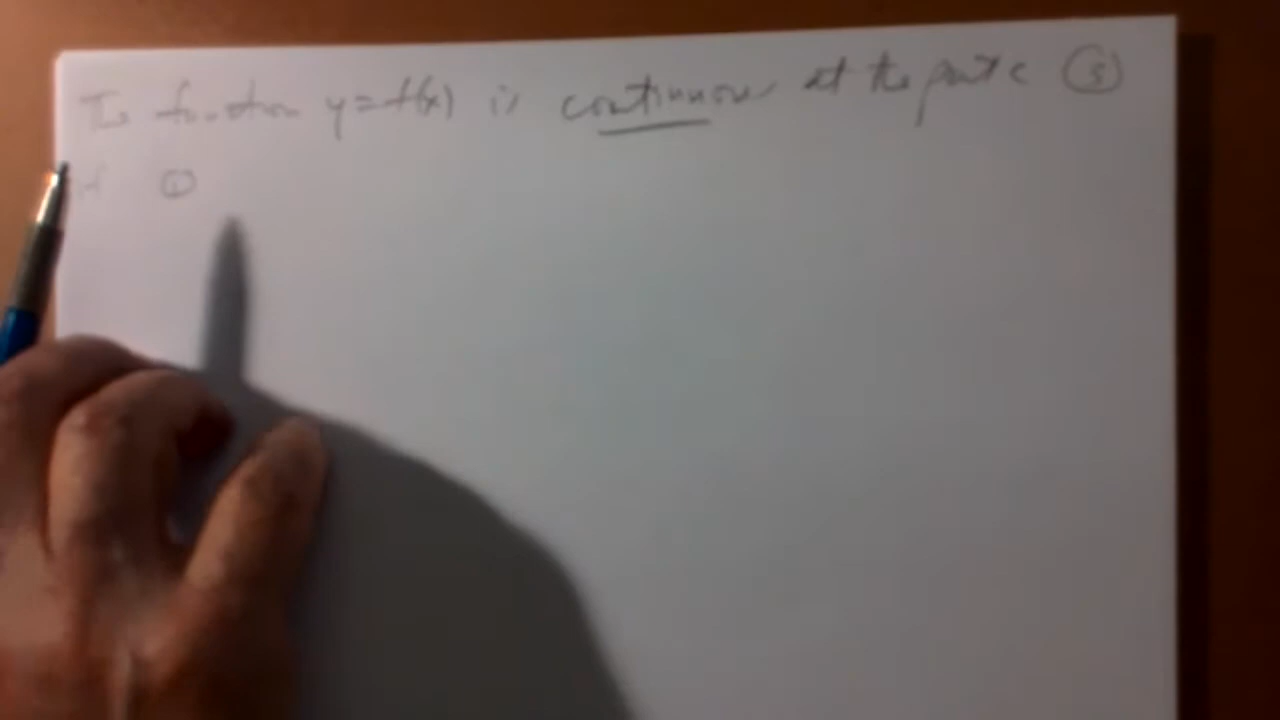 The function y=f(x) is continuous at the point c ③
if ①